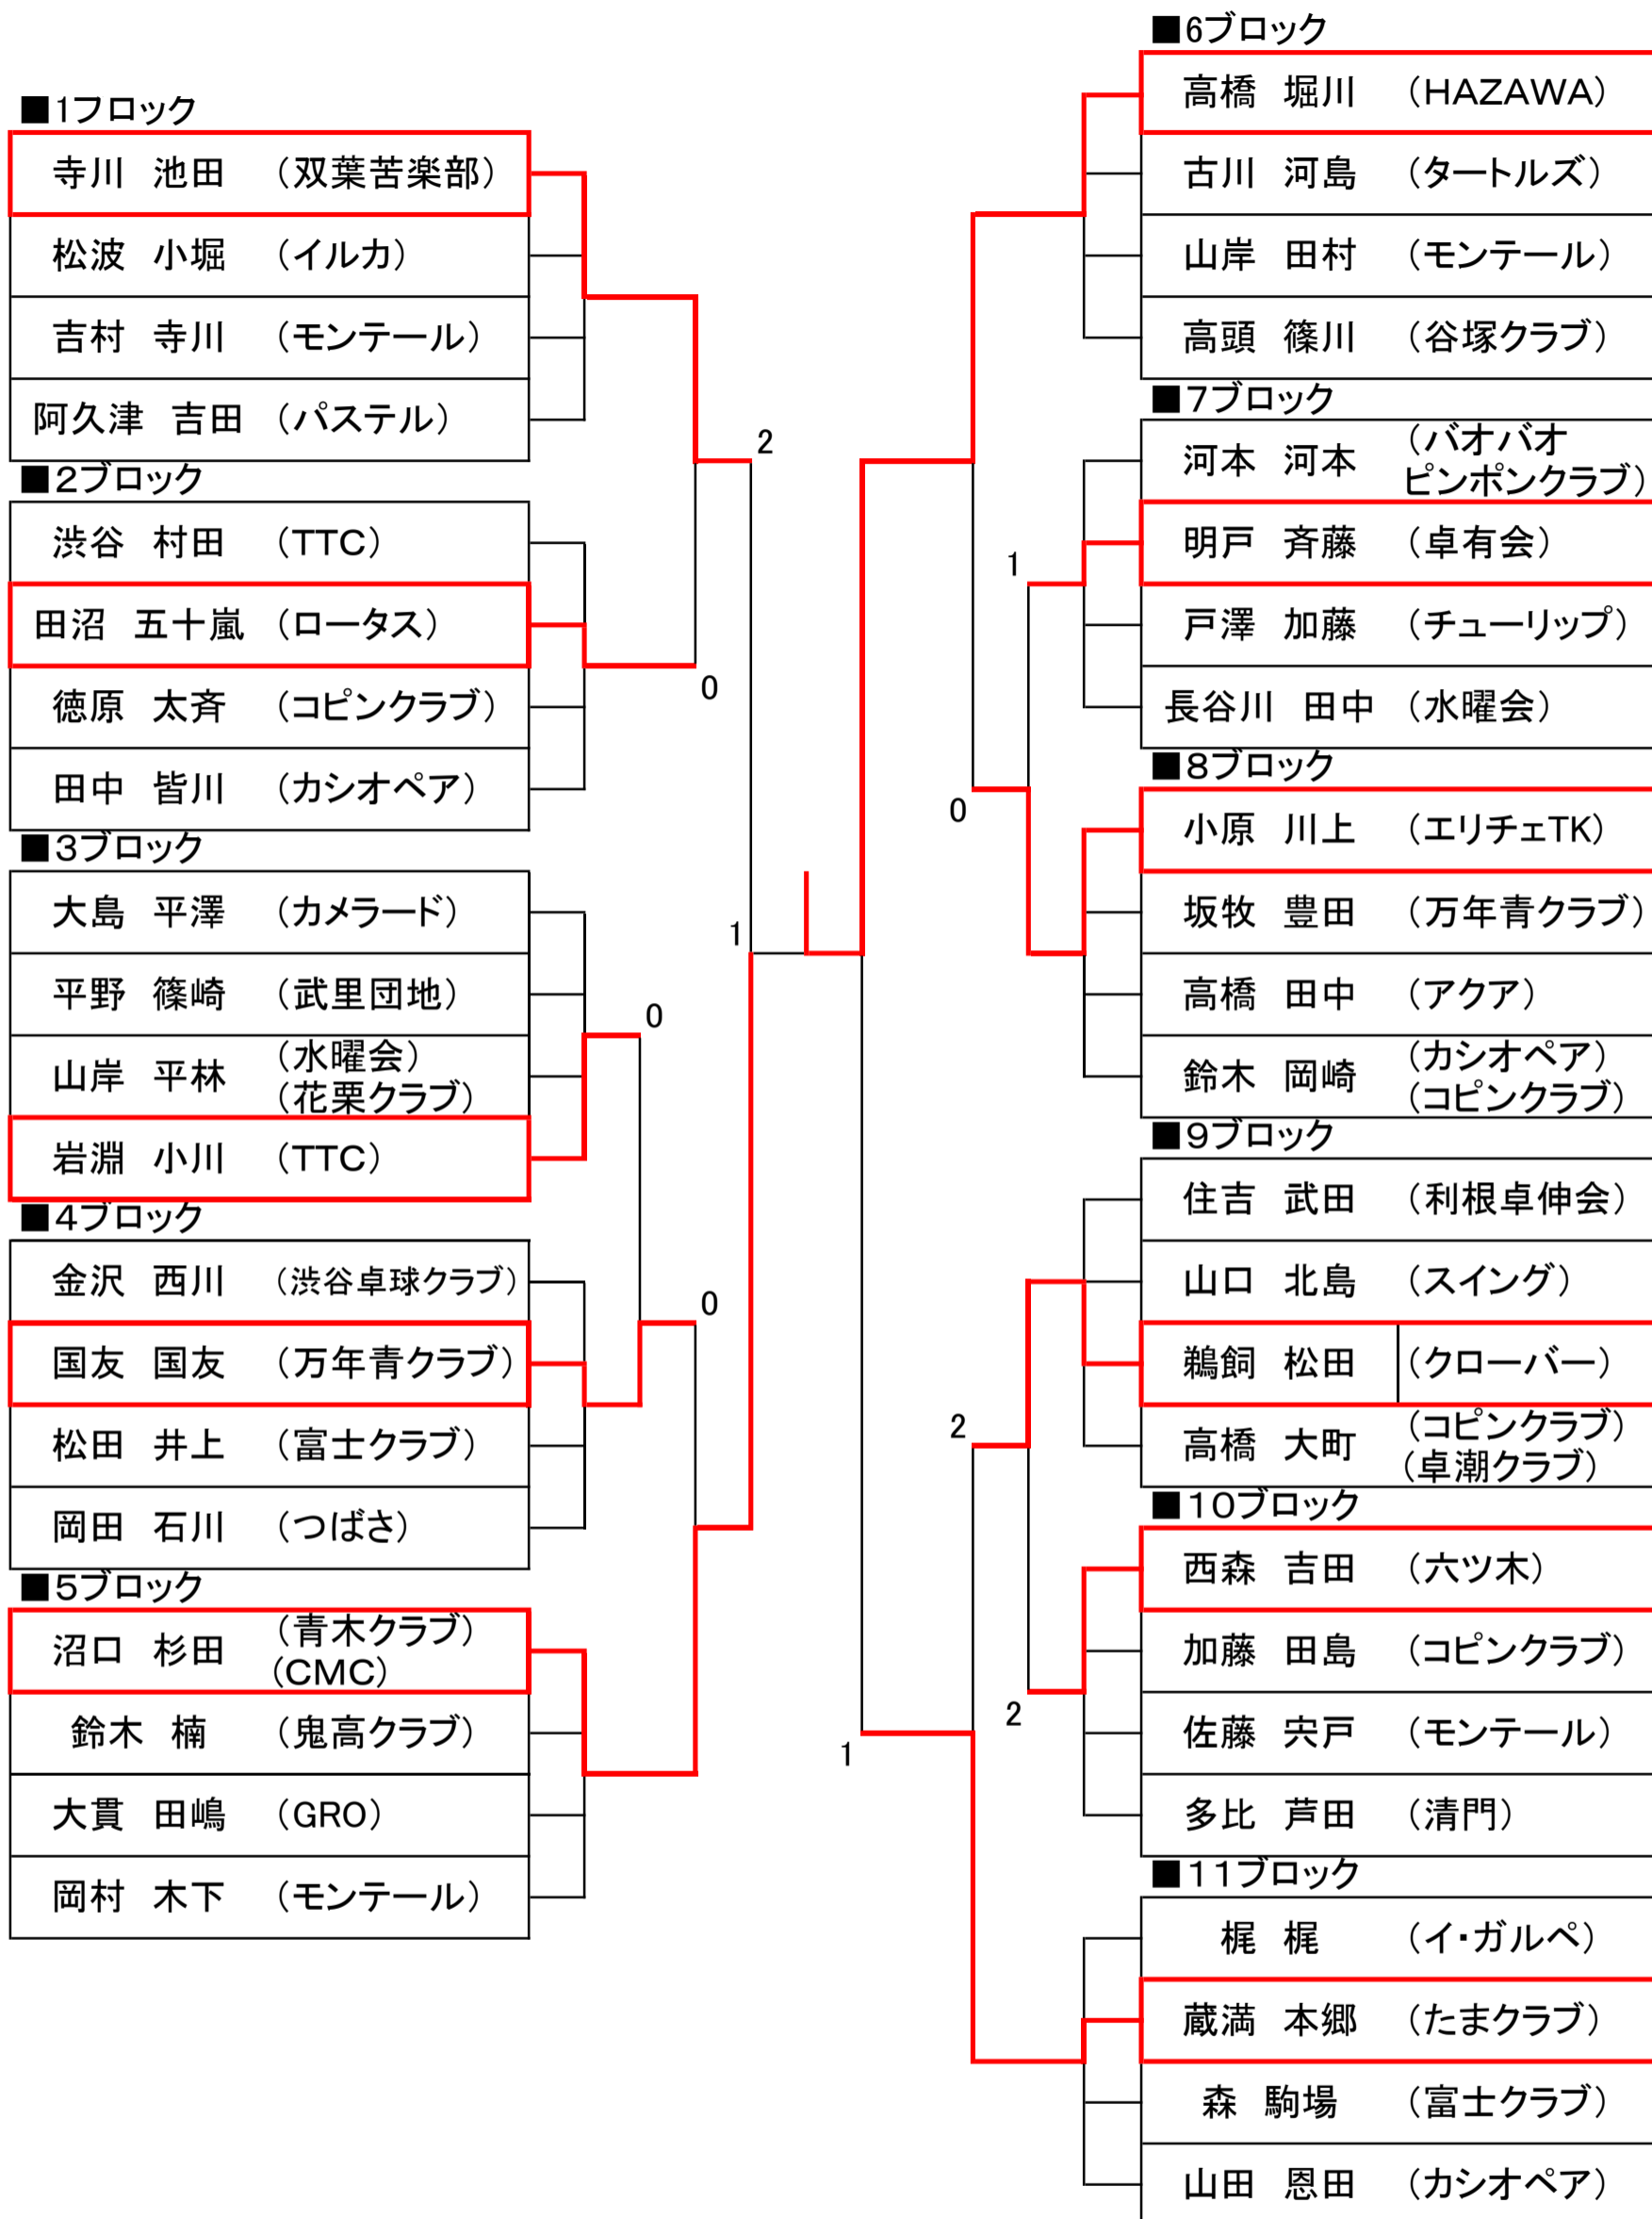 ■1ブロック
寺川 池田 （双葉苦楽部）
松波 小堀 （イルカ）
吉村 寺川 （モンテール）
阿久津 吉田 （パステル）
■2ブロック
渋谷 村田 （TTC）
田沼 五十嵐 （ロータス）
徳原 太斉 （コピンクラブ）
田中 皆川 （カシオペア）
■3ブロック
大島 平澤 （カメラード）
平野 篠崎 （武里団地）
山岸 平林 （水曜会）
（花栗クラブ）
岩淵 小川 （TTC）
■4ブロック
金沢 西川 （渋谷卓球クラブ）
国友 国友 （万年青クラブ）
松田 井上 （富士クラブ）
岡田 石川 （つばさ）
■5ブロック
沼口 杉田 （青木クラブ）
（CMC）
鈴木 楠 （鬼高クラブ）
大貫 田嶋 （GRO）
岡村 木下 （モンテール）
2
0
1
0
0
1
0
2
2
1
■6ブロック
高橋 堀川 （HAZAWA）
古川 河島 （タートルズ）
山岸 田村 （モンテール）
高頭 篠川 （谷塚クラブ）
■7ブロック
河本 河本 （バオバオ
ピンポンクラブ）
明戸 斉藤 （卓有会）
戸澤 加藤 （チューリップ）
長谷川 田中 （水曜会）
■8ブロック
小原 川上 （エリチェTK）
坂牧 豊田 （万年青クラブ）
高橋 田中 （アクア）
鈴木 岡崎 （カシオペア）
（コピンクラブ）
■9ブロック
住吉 武田 （利根卓伸会）
山口 北島 （スイング）
鵜飼 松田 （クローバー）
高橋 大町 （コピンクラブ）
（卓潮クラブ）
■10ブロック
西森 吉田 （六ツ木）
加藤 田島 （コピンクラブ）
佐藤 宍戸 （モンテール）
多比 芦田 （清門）
■11ブロック
梶 梶 （イ・ガルペ）
蔵満 本郷 （たまクラブ）
森 駒場 （富士クラブ）
山田 恩田 （カシオペア）